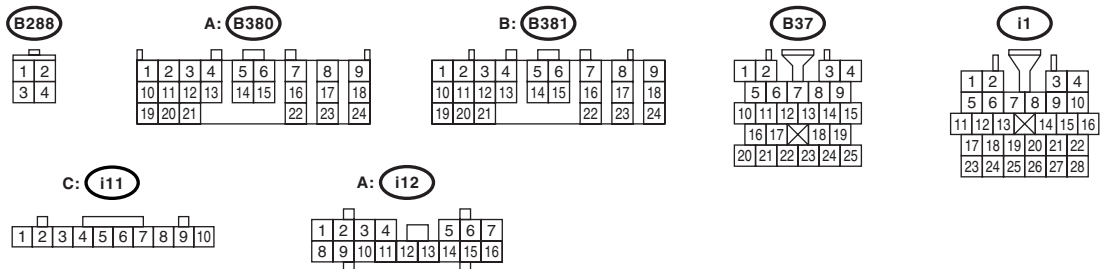 B288 A: B380 B: B381 B37 i1
1 2
3 4
1 2 3 4 5 6 7 8 9
10 11 12 13 14 15 16 17 18
19 20 21 22 23 24
1 2 3 4 5 6 7 8 9
10 11 12 13 14 15 16 17 18
19 20 21 22 23 24
1 2 3 4
5 6 7 8 9
10 11 12 13 14 15
16 17 18 19
20 21 22 23 24 25
1 2 3 4
5 6 7 8 9 10
11 12 13 14 15 16
17 18 19 20 21 22
23 24 25 26 27 28
C: i11 A: i12
1 2 3 4 5 6 7 8 9 10
1 2 3 4 5 6 7
8 9 10 11 12 13 14 15 16